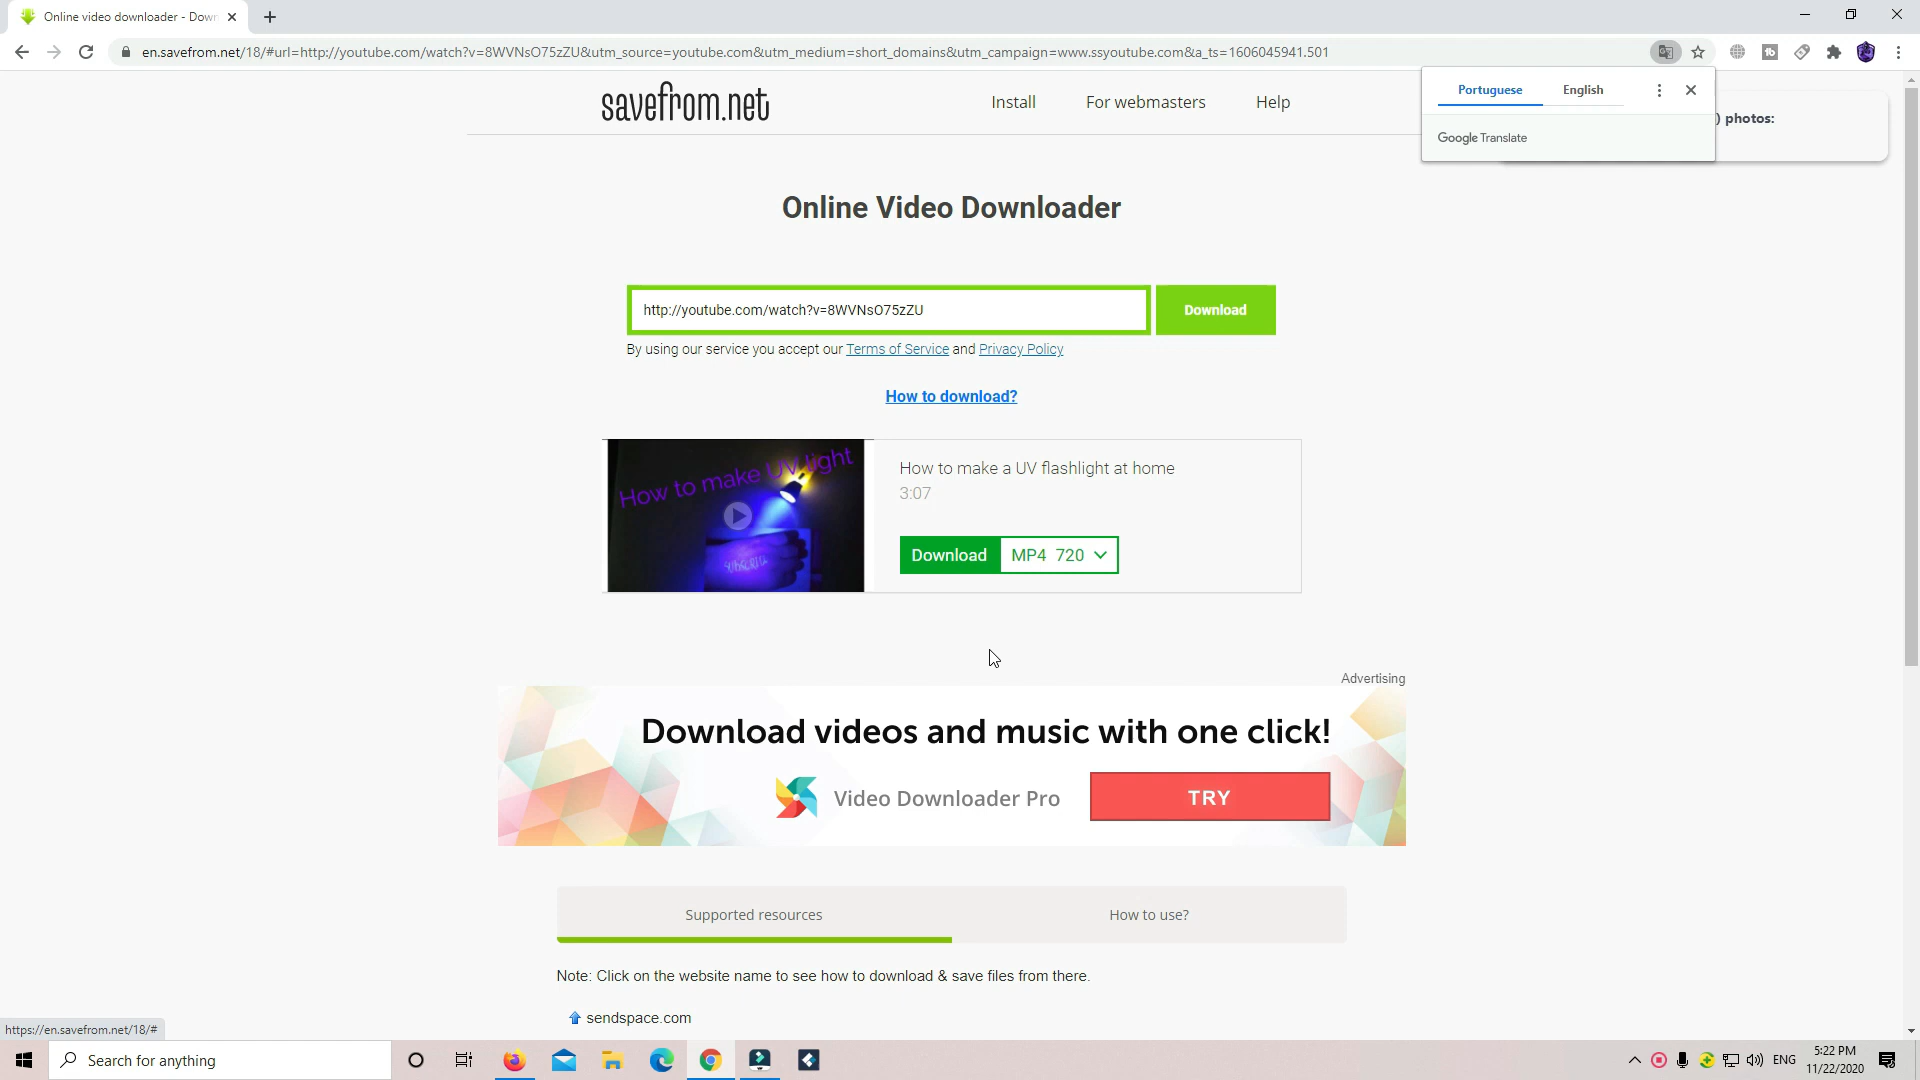 Online video downloader - Down
en.savefrom.net/18/#url=http://youtube.com/watch?v=8WVNsO75zZU&utm_source=youtube.com&utm_medium=short_domains&utm_campaign=www.ssyoutube.com&a_ts=1606045941.501
savefrom.net
Install
For webmasters
Help
Portuguese
English
Google Translate
) photos:
Online Video Downloader
http://youtube.com/watch?v=8WVNsO75zZU
Download
By using our service you accept our Terms of Service and Privacy Policy
How to download?
How to make UV light
How to make a UV flashlight at home
3:07
Download
MP4 720
Advertising
Download videos and music with one click!
Video Downloader Pro
TRY
Supported resources
How to use?
Note: Click on the website name to see how to download & save files from there.
sendspace.com
https://en.savefrom.net/18/#
Search for anything
ENG
5:22 PM
11/22/2020